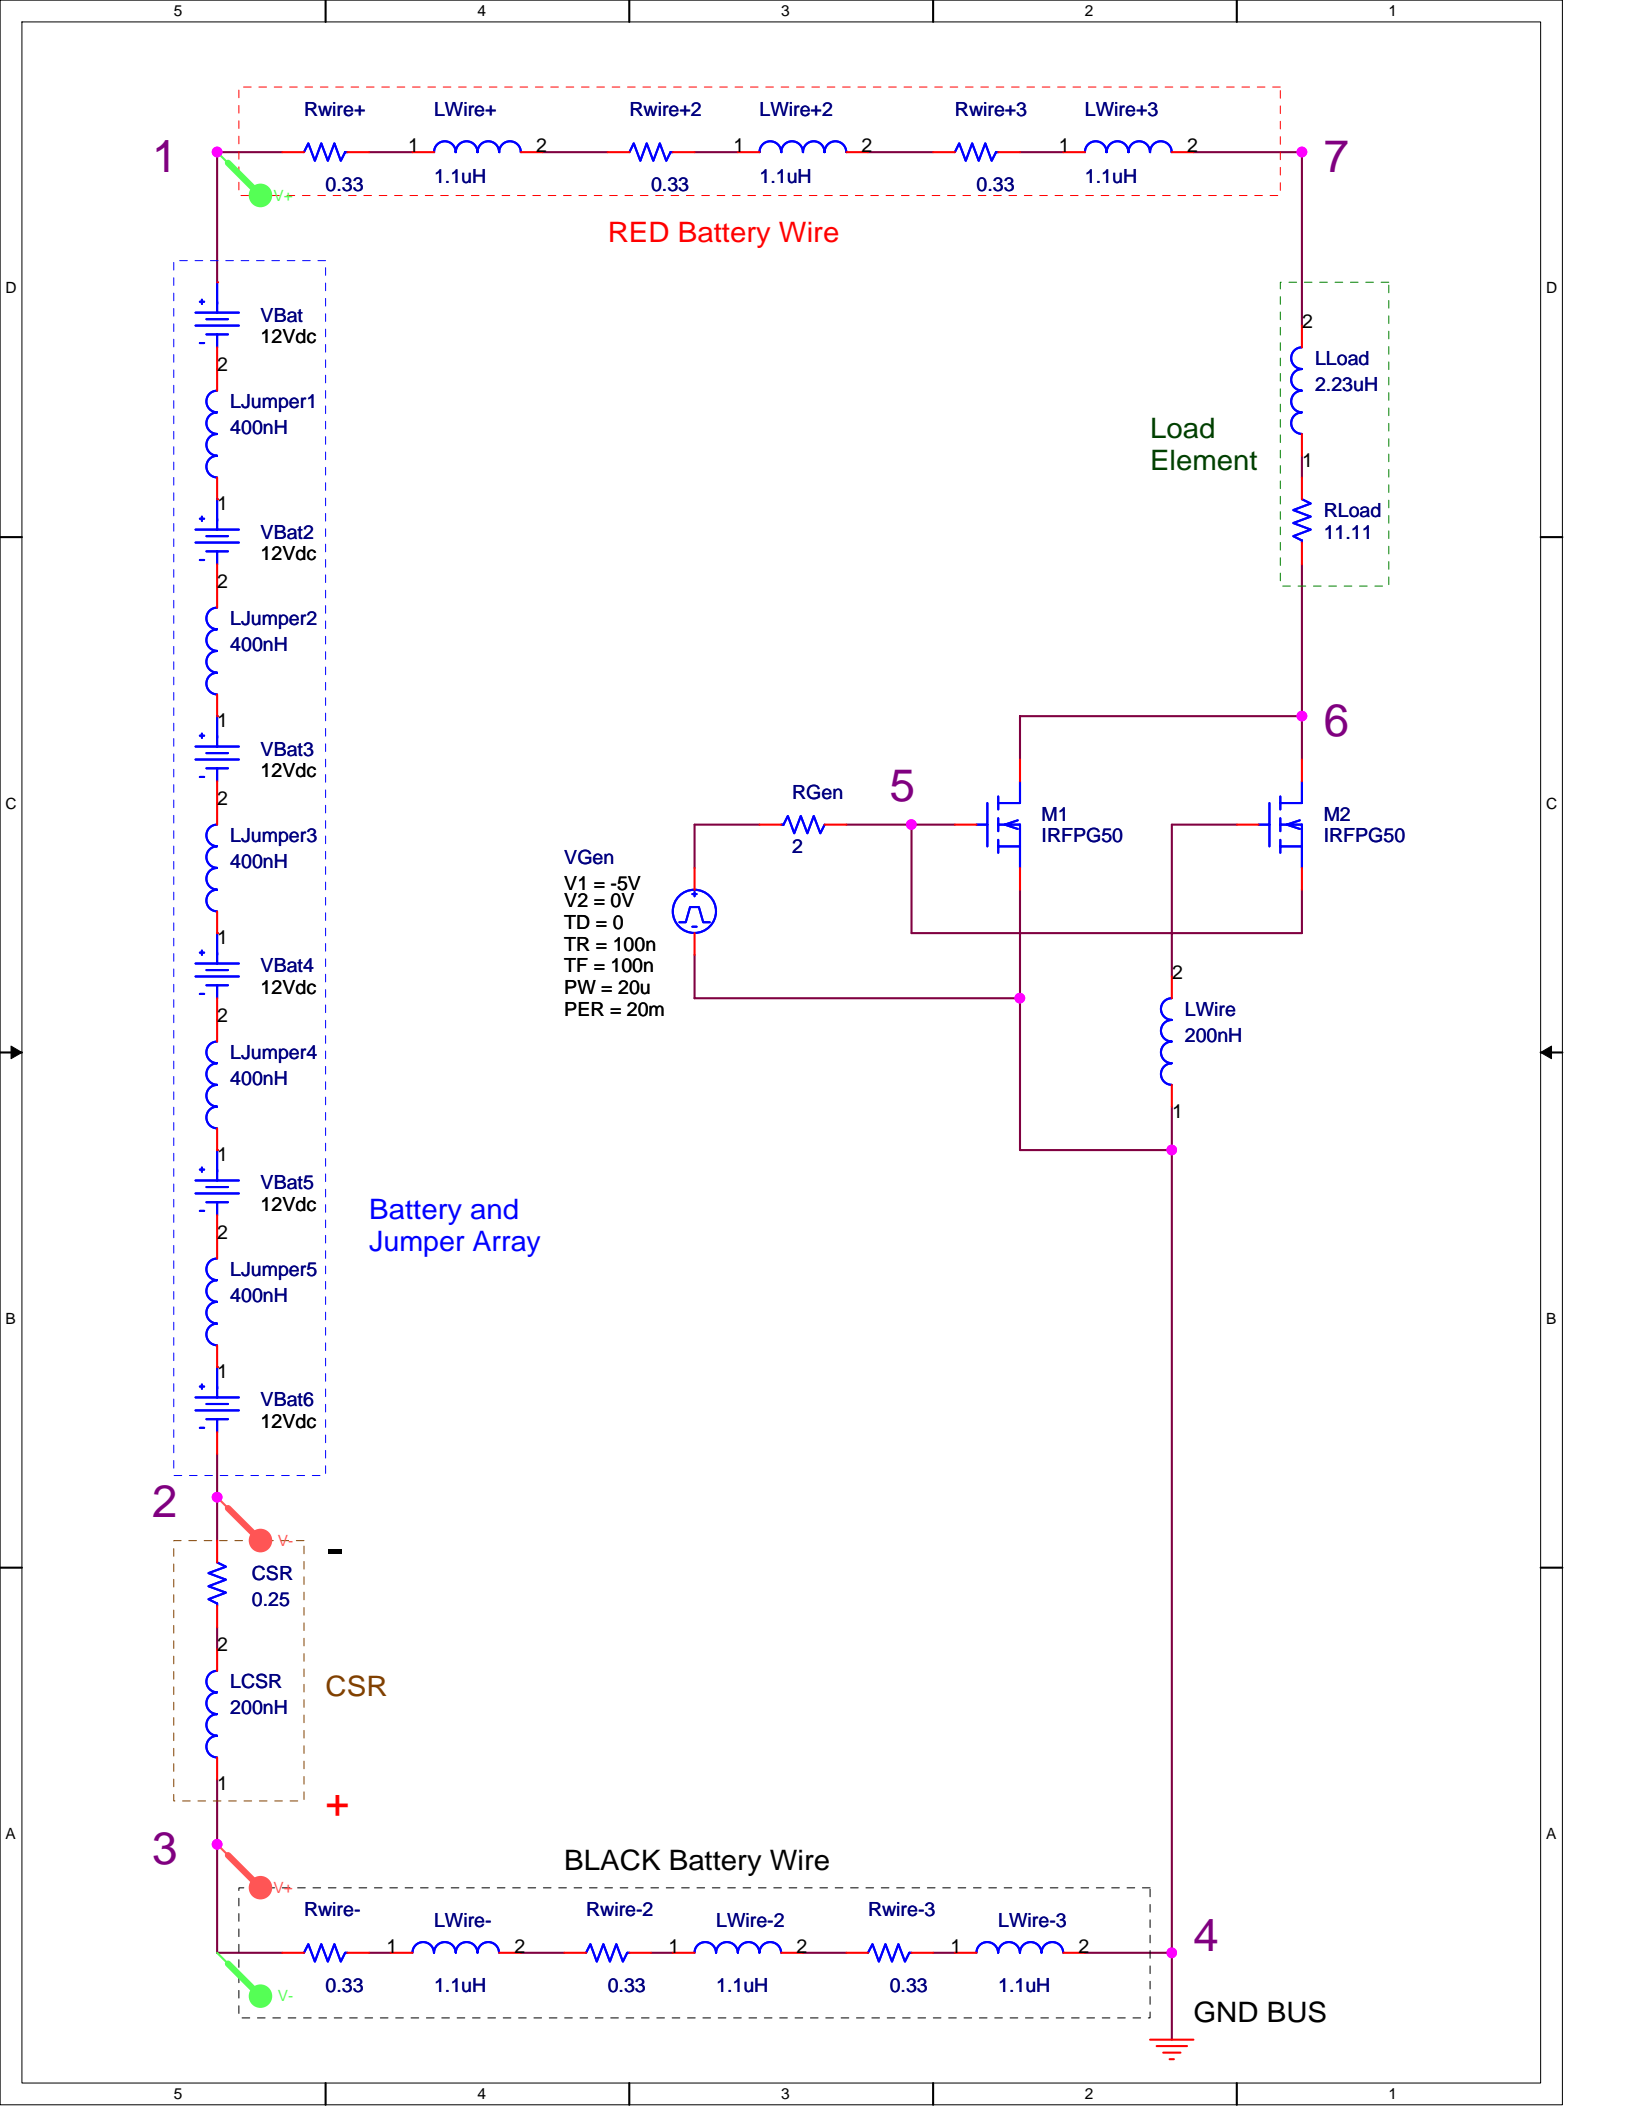 5 4 3 2 1
Rwire+ LWire+ Rwire+2 LWire+2 Rwire+3 LWire+3
1 1 2 1 2 1 2 7
0.33 1.1uH 0.33 1.1uH 0.33 1.1uH
V+
RED Battery Wire
D D
+ VBat
- 12Vdc
2
LJumper1
400nH
1
+ VBat2
- 12Vdc
2
LJumper2
400nH
1
+ VBat3
- 12Vdc
2
LJumper3
400nH
1
+ VBat4
- 12Vdc
2
LJumper4
400nH
1
+ VBat5
- 12Vdc
2
LJumper5
400nH
1
+ VBat6
- 12Vdc
Battery and
Jumper Array
2
LLoad
2.23uH
1
RLoad
11.11
Load
Element
6
C C
RGen
2
5
M1
IRFPG50
M2
IRFPG50
VGen
V1 = -5V
V2 = 0V
TD = 0
TR = 100n
TF = 100n
PW = 20u
PER = 20m
+
-
2
LWire
200nH
1
B B
2
V-
-
CSR
0.25
2
LCSR
200nH
1
CSR
+
A A
3
V+
BLACK Battery Wire
Rwire- LWire- Rwire-2 LWire-2 Rwire-3 LWire-3
1 2 1 2 1 2 4
0.33 1.1uH 0.33 1.1uH 0.33 1.1uH
V-
GND BUS
5 4 3 2 1